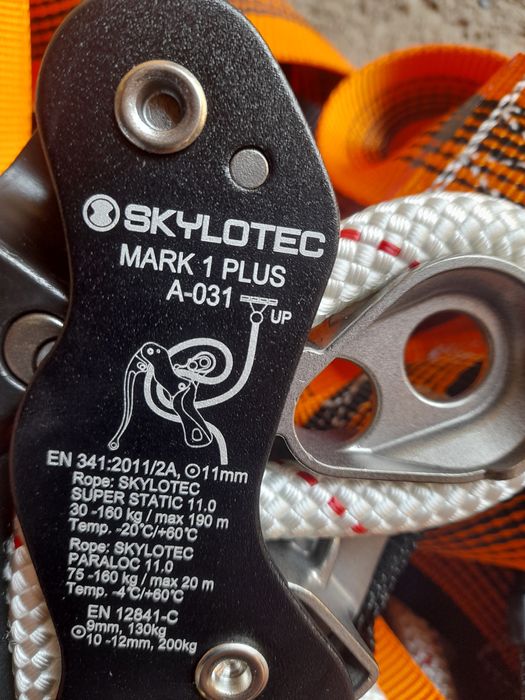 SKYLOTEC
MARK 1 PLUS
A-031
UP
EN 341:2011/2A, ⊙11mm
Rope: SKYLOTEC
SUPER STATIC 11.0
30 -160 kg / max 190 m
Temp. -20°C/+60°C
Rope: SKYLOTEC
PARALOC 11.0
75 -160 kg / max 20 m
Temp. -4°C/+60°C
EN 12841-C
⊙9mm, 130kg
10 -12mm, 200kg